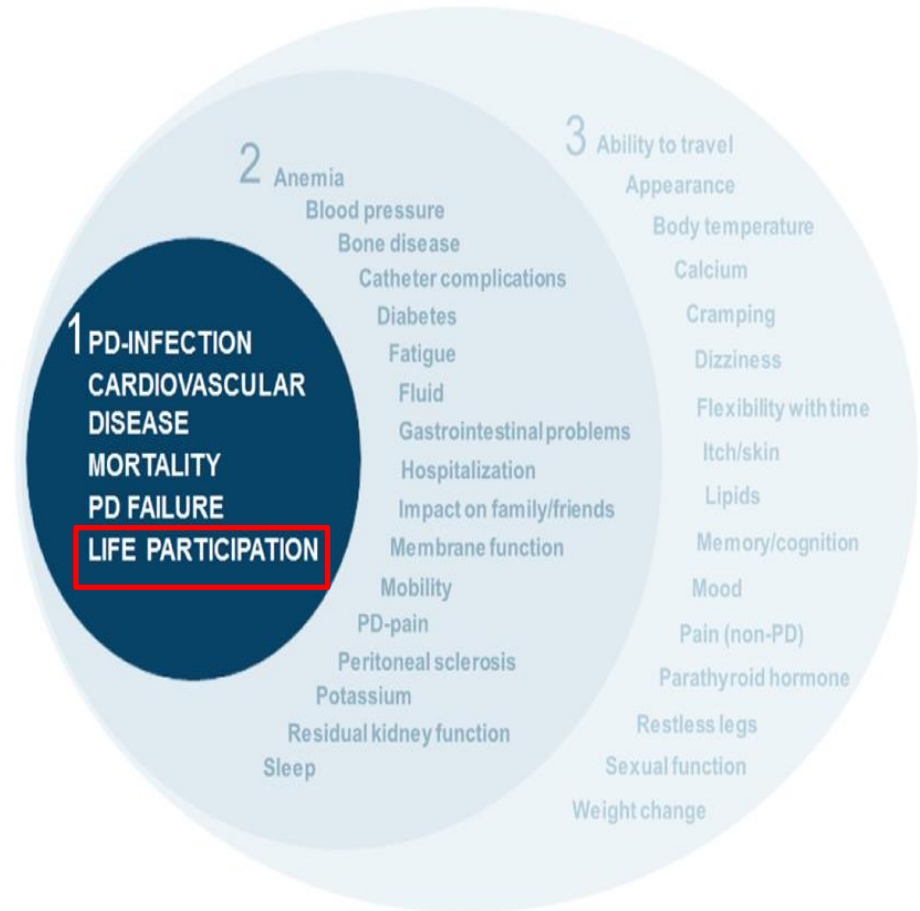 1 PD-INFECTION
CARDIOVASCULAR
DISEASE
MORTALITY
PD FAILURE
LIFE PARTICIPATION
2 Anemia
Blood pressure
Bone disease
Catheter complications
Diabetes
Fatigue
Fluid
Gastrointestinal problems
Hospitalization
Impact on family/friends
Membrane function
Mobility
PD-pain
Peritoneal sclerosis
Potassium
Residual kidney function
Sleep
3 Ability to travel
Appearance
Body temperature
Calcium
Cramping
Dizziness
Flexibility with time
Itch/skin
Lipids
Memory/cognition
Mood
Pain (non-PD)
Parathyroid hormone
Restless legs
Sexual function
Weight change